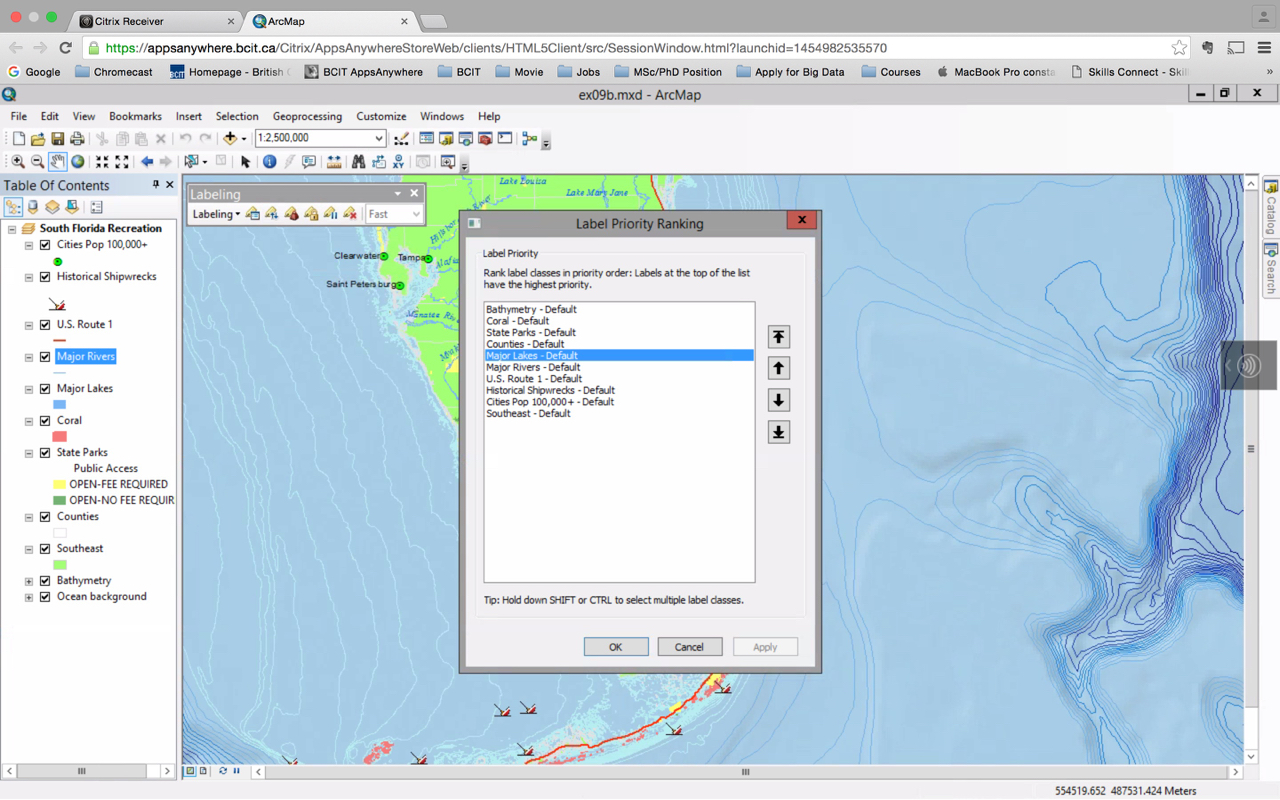 Citrix Receiver
ArcMap
https://appsanywhere.bcit.ca/Citrix/AppsAnywhereStoreWeb/clients/HTML5Client/src/SessionWindow.html?launchid=1454982535570
Google Chromecast Homepage - British BCIT AppsAnywhere BCIT Movie Jobs MSc/PhD Position Apply for Big Data Courses MacBook Pro consta Skills Connect - Skil »
ex09b.mxd - ArcMap
File Edit View Bookmarks Insert Selection Geoprocessing Customize Windows Help
1:2,500,000
Table Of Contents
South Florida Recreation
Cities Pop 100,000+
Historical Shipwrecks
U.S. Route 1
Major Rivers
Major Lakes
Coral
State Parks
Public Access
OPEN-FEE REQUIRED
OPEN-NO FEE REQUIR
Counties
Southeast
Bathymetry
Ocean background
Labeling
Labeling Fast
Lake Louisa
Lake Mary Jane
Clearwater Tampa
Saint Petersburg
Label Priority Ranking
Label Priority
Rank label classes in priority order: Labels at the top of the list
have the highest priority.
Bathymetry - Default
Coral - Default
State Parks - Default
Counties - Default
Major Lakes - Default
Major Rivers - Default
U.S. Route 1 - Default
Historical Shipwrecks - Default
Cities Pop 100,000+ - Default
Southeast - Default
Tip: Hold down SHIFT or CTRL to select multiple label classes.
OK Cancel Apply
Catalog
Search
554519.652 487531.424 Meters